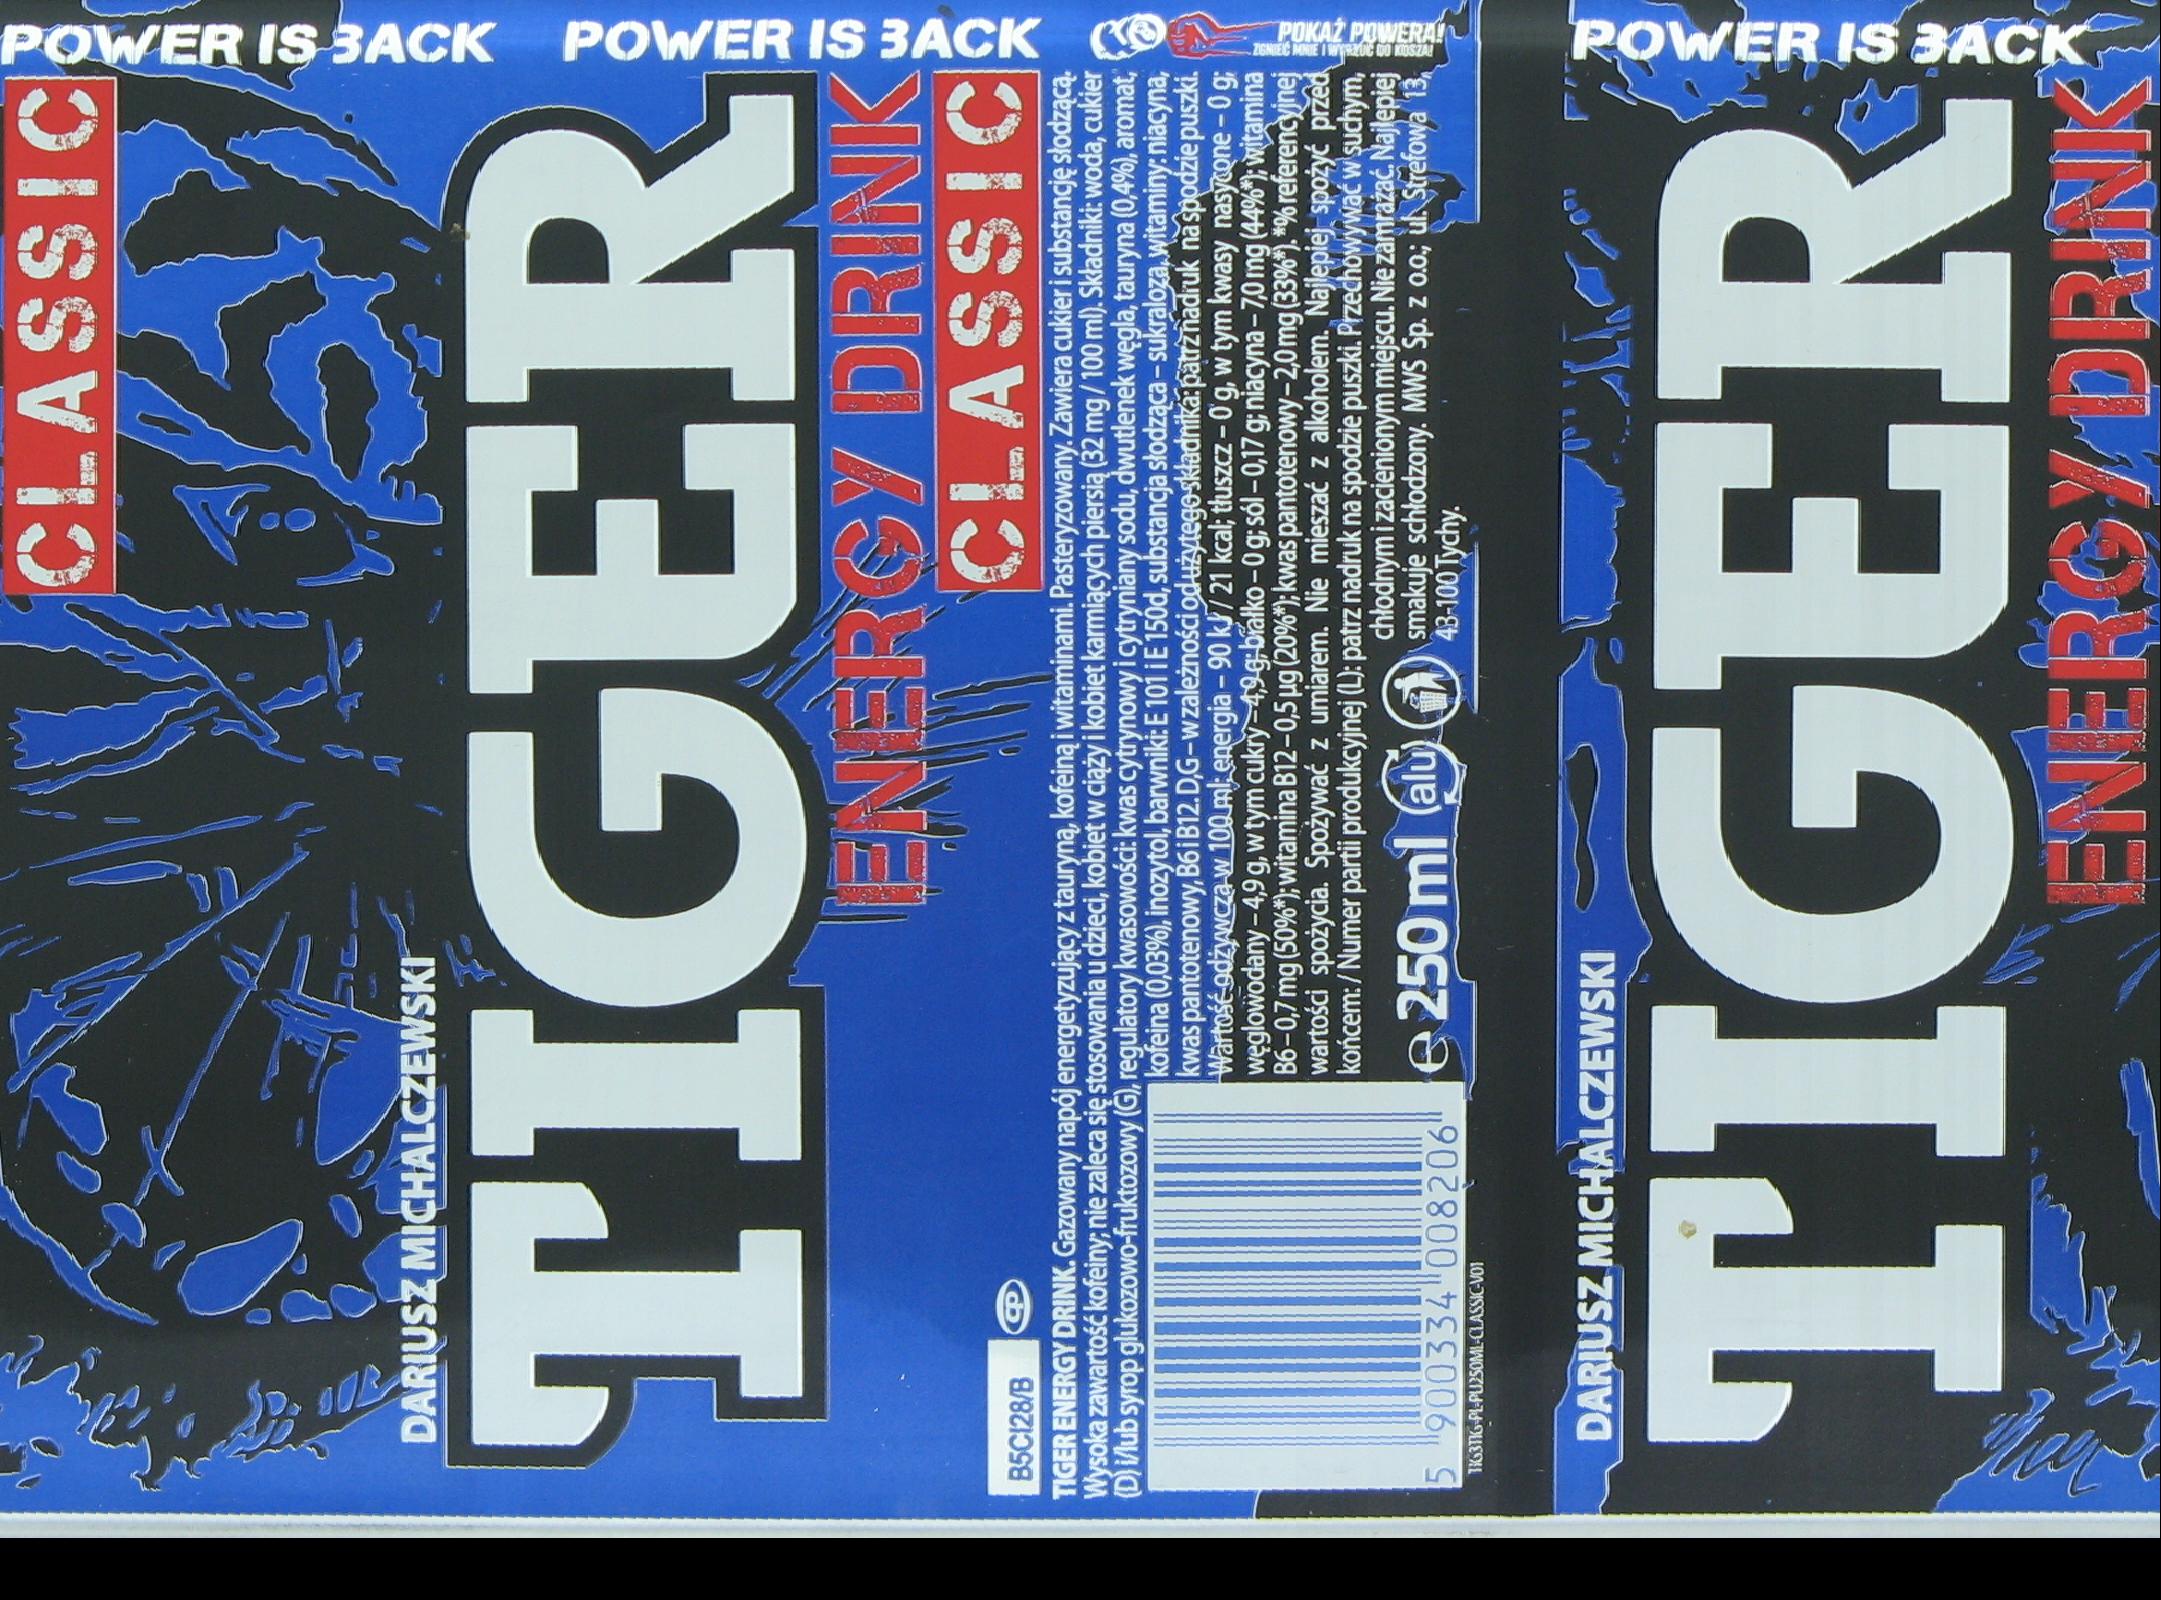 POWER IS BACK
POWER IS BACK
POKAŻ POWERA!
ZGNIEĆ MNIE I WYRZUĆ DO KOSZA!
POWER IS BACK
CLASSIC
DARIUSZ MICHALCZEWSKI
TIGER
ENERGY DRINK
CLASSIC
B5CI28/B
TIGER ENERGY DRINK. Gazowany napój energetyzujący z tauryną, kofeiną i witaminami. Pasteryzowany. Zawiera cukier i substancję słodzącą.
Wysoka zawartość kofeiny; nie zaleca się stosowania u dzieci, kobiet w ciąży i kobiet karmiących piersią (32 mg / 100 ml). Składniki: woda, cukier
(D) i/lub syrop glukozowo-fruktozowy (G), regulatory kwasowości: kwas cytrynowy i cytryniany sodu, dwutlenek węgla, tauryna (0,4%), aromat,
kofeina (0,03%), inozytol, barwniki: E 101 i E 150d, substancja słodząca – sukraloza, witaminy: niacyna,
kwas pantotenowy, B6 i B12. D,G – w zależności od użytego składnika: patrz nadruk na spodzie puszki.
Wartość odżywcza w 100 ml: energia – 90 kJ / 21 kcal; tłuszcz – 0 g, w tym kwasy nasycone – 0 g;
węglowodany – 4,9 g, w tym cukry – 4,9 g; białko – 0 g; sól – 0,17 g; niacyna – 7,0 mg (44%*); witamina
B6 – 0,7 mg (50%*); witamina B12 – 0,5 µg (20%*); kwas pantotenowy – 2,0 mg (33%*). *% referencyjnej
wartości spożycia. Spożywać z umiarem. Nie mieszać z alkoholem. Najlepiej spożyć przed
końcem: / Numer partii produkcyjnej (L): patrz nadruk na spodzie puszki. Przechowywać w suchym,
chłodnym i zacienionym miejscu. Nie zamrażać. Najlepiej
smakuje schłodzony. MWS Sp. z o.o.; ul. Strefowa 13,
43-100 Tychy.
℮ 250 ml alu
5 900334 008206
TIG3TIG-PL-PU250ML-CLASSIC-V01
DARIUSZ MICHALCZEWSKI
TIGER
ENERGY DRINK